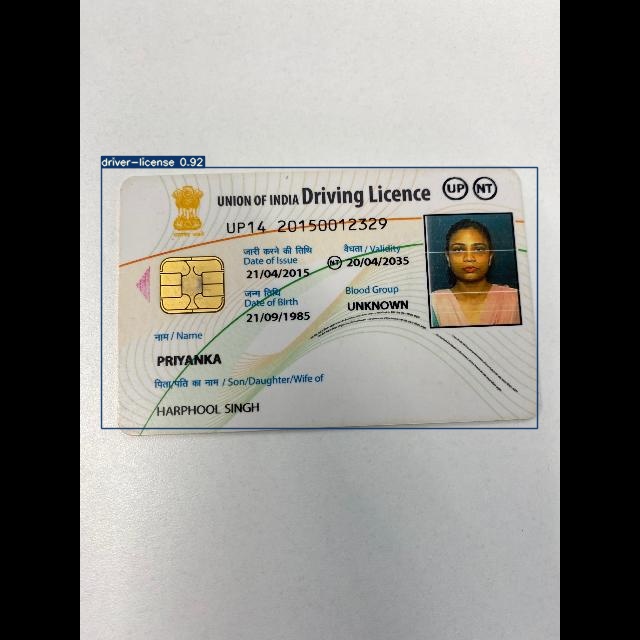 driver-license 0.92
UNION OF INDIA Driving Licence UP NT
UP14 20150012329
जारी करने की तिथि
Date of Issue
21/04/2015
वैधता / Validity
NT 20/04/2035
जन्म तिथि
Date of Birth
21/09/1985
Blood Group
UNKNOWN
नाम / Name
PRIYANKA
पिता/पति का नाम / Son/Daughter/Wife of
HARPHOOL SINGH